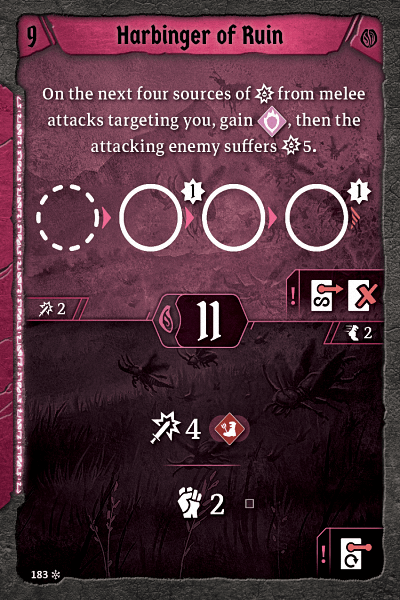 9 Harbinger of Ruin
On the next four sources of from melee
attacks targeting you, gain , then the
attacking enemy suffers 5.
1 1
! S X
2 11 2
4
2
!
183